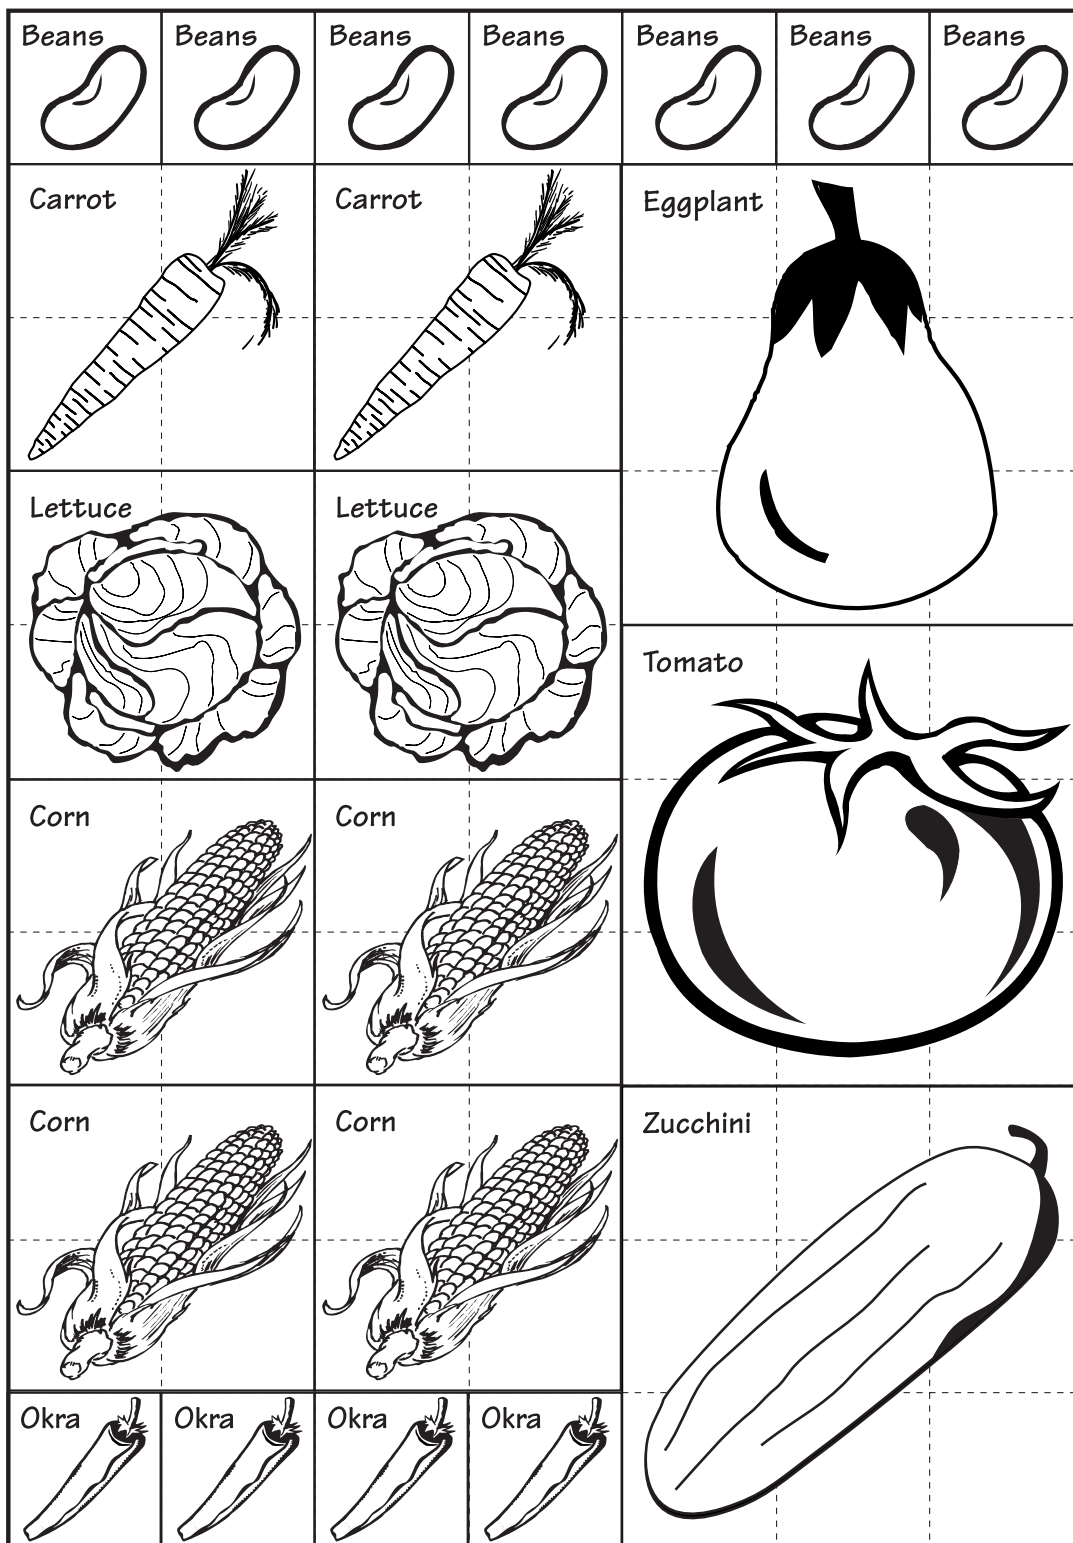 Beans Beans Beans Beans Beans Beans Beans
Carrot Carrot Eggplant
Lettuce Lettuce
Tomato
Corn Corn
Corn Corn Zucchini
Okra Okra Okra Okra